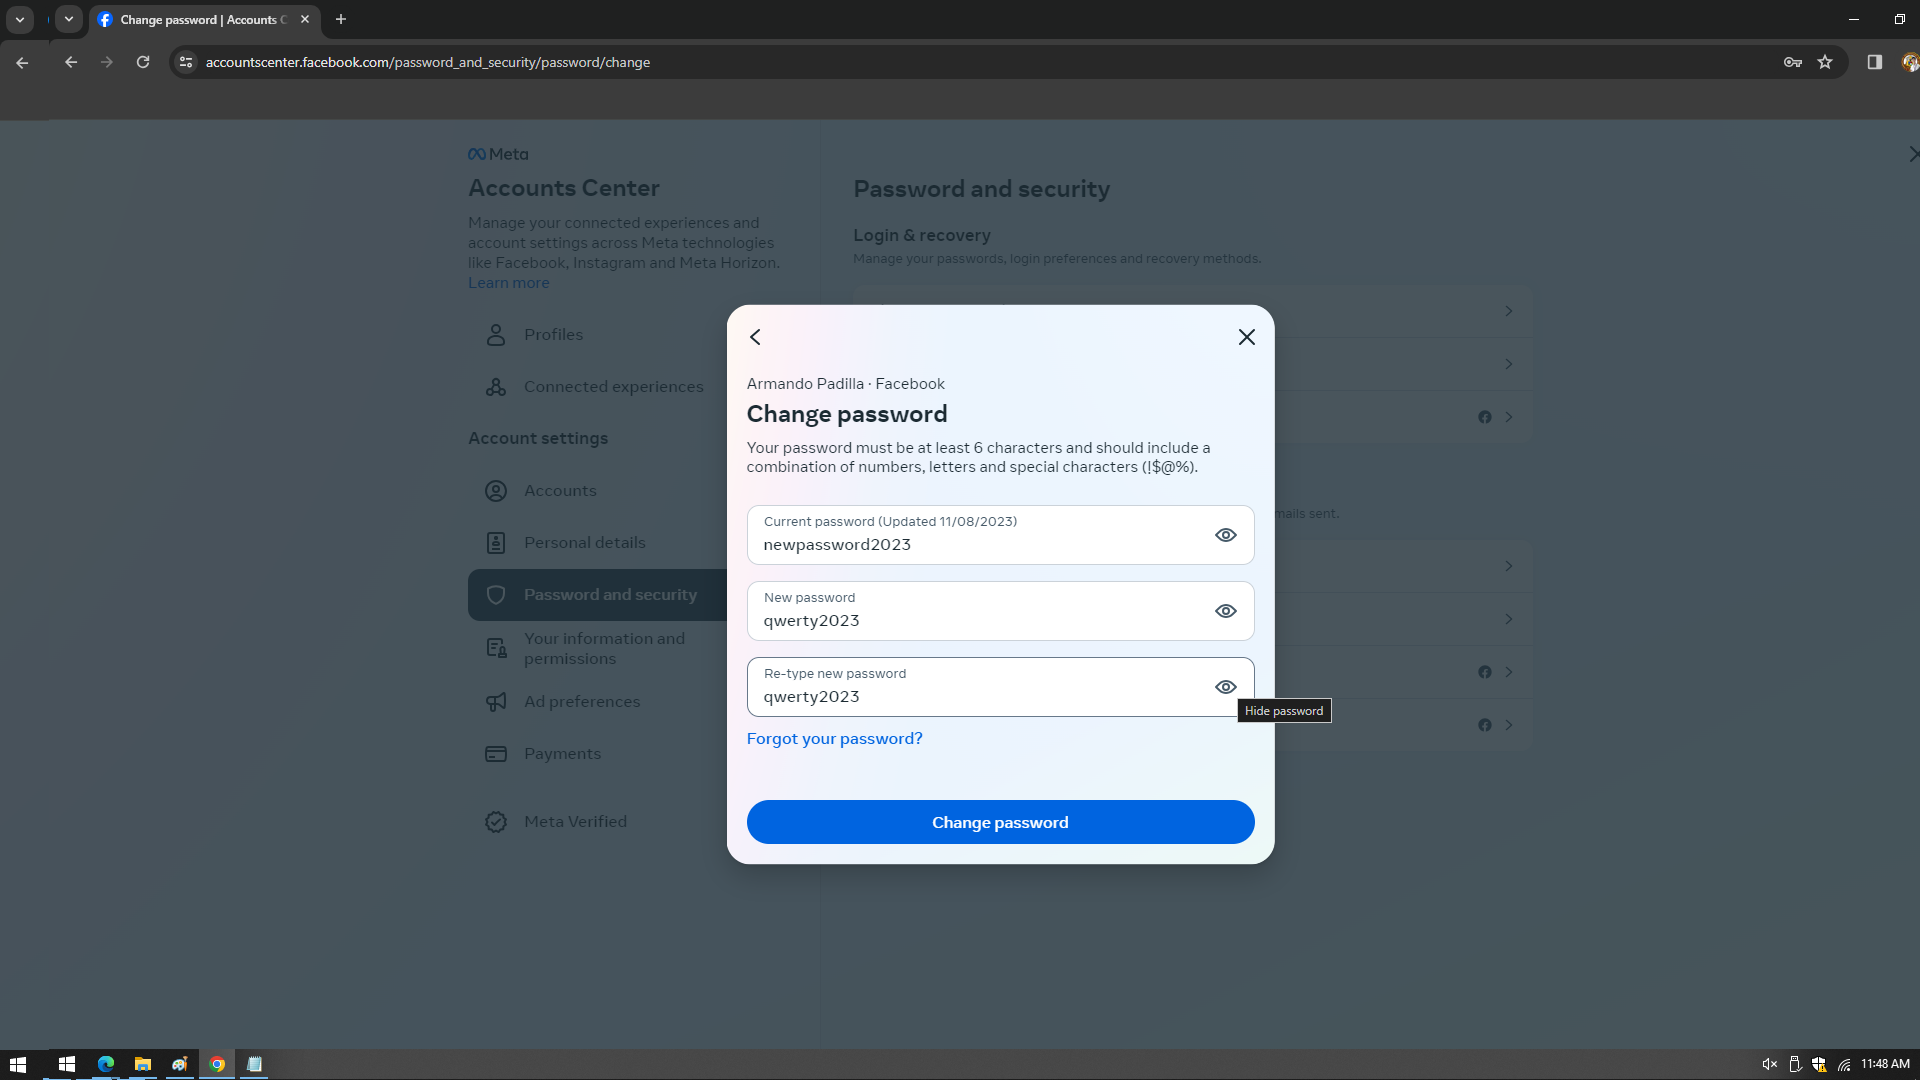 Change password | Accounts C
accountscenter.facebook.com/password_and_security/password/change
Meta
Accounts Center
Manage your connected experiences and
account settings across Meta technologies
like Facebook, Instagram and Meta Horizon.
Learn more
Profiles
Connected experiences
Account settings
Accounts
Personal details
Password and security
Your information and
permissions
Ad preferences
Payments
Meta Verified
Password and security
Login & recovery
Manage your passwords, login preferences and recovery methods.
mails sent.
Armando Padilla · Facebook
Change password
Your password must be at least 6 characters and should include a
combination of numbers, letters and special characters (!$@%).
Current password (Updated 11/08/2023)
newpassword2023
New password
qwerty2023
Re-type new password
qwerty2023
Hide password
Forgot your password?
Change password
11:48 AM